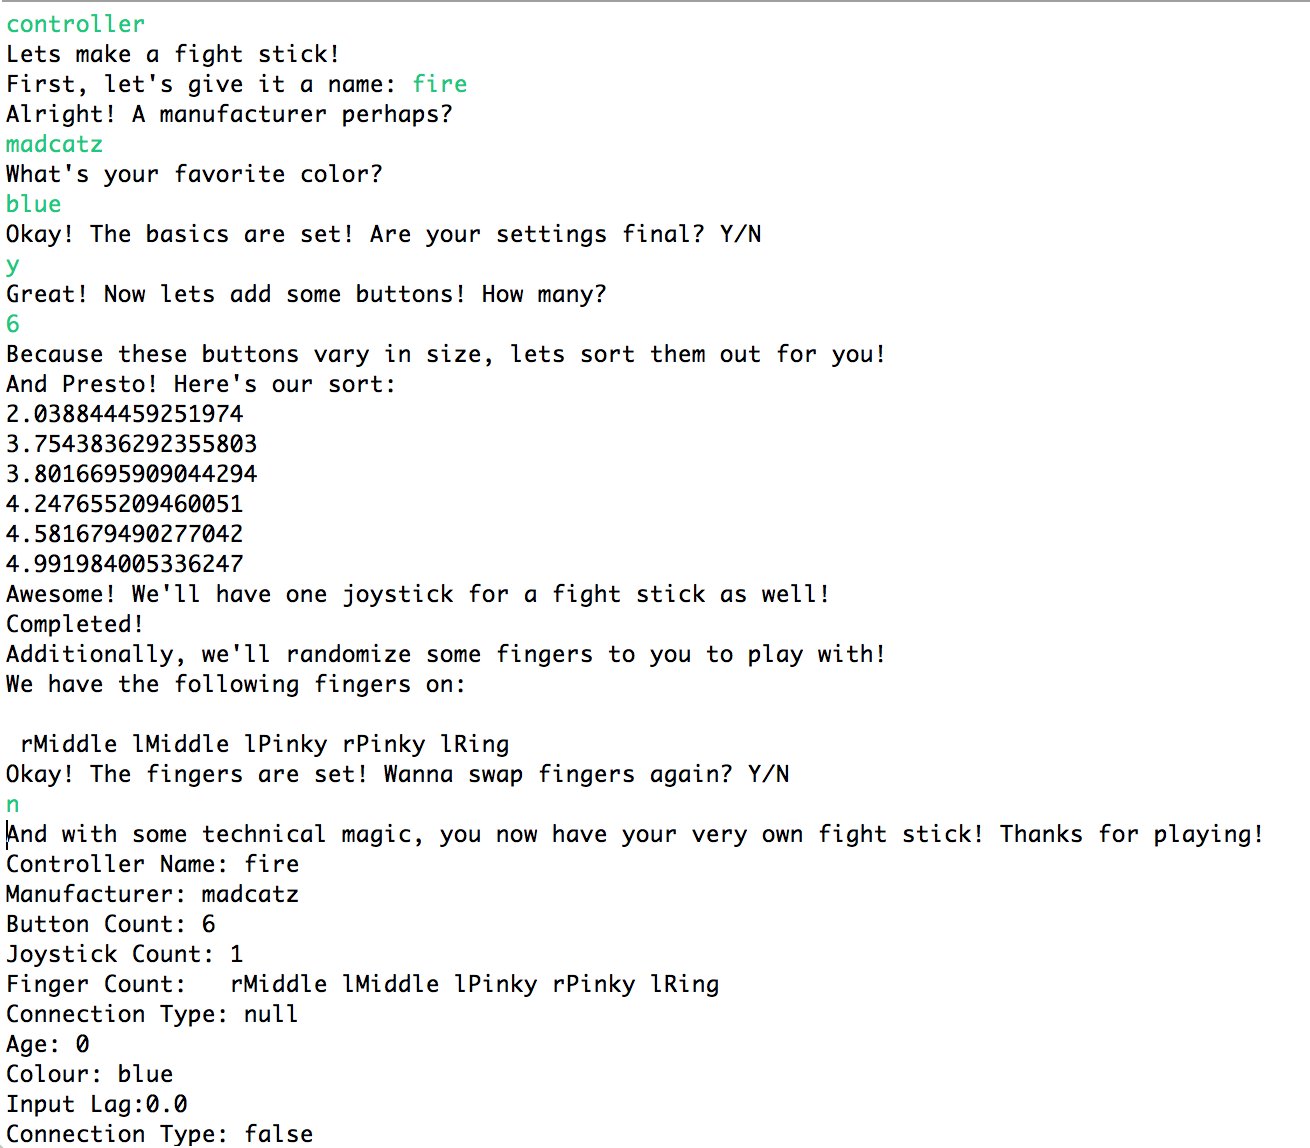 controller
Lets make a fight stick!
First, let's give it a name: fire
Alright! A manufacturer perhaps?
madcatz
What's your favorite color?
blue
Okay! The basics are set! Are your settings final? Y/N
y
Great! Now lets add some buttons! How many?
6
Because these buttons vary in size, lets sort them out for you!
And Presto! Here's our sort:
2.038844459251974
3.7543836292355803
3.8016695909044294
4.247655209460051
4.581679490277042
4.991984005336247
Awesome! We'll have one joystick for a fight stick as well!
Completed!
Additionally, we'll randomize some fingers to you to play with!
We have the following fingers on:
rMiddle lMiddle lPinky rPinky lRing
Okay! The fingers are set! Wanna swap fingers again? Y/N
n
And with some technical magic, you now have your very own fight stick! Thanks for playing!
Controller Name: fire
Manufacturer: madcatz
Button Count: 6
Joystick Count: 1
Finger Count:   rMiddle lMiddle lPinky rPinky lRing
Connection Type: null
Age: 0
Colour: blue
Input Lag:0.0
Connection Type: false